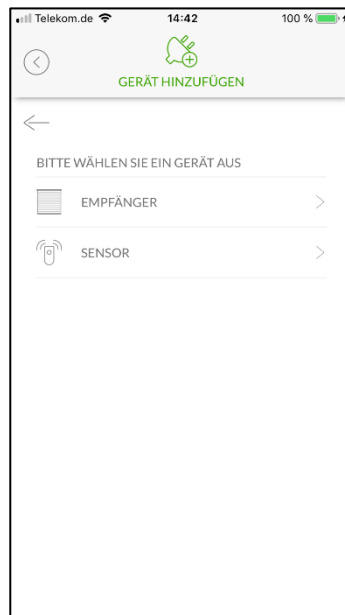 Telekom.de 14:42 100 %
GERÄT HINZUFÜGEN
BITTE WÄHLEN SIE EIN GERÄT AUS
EMPFÄNGER
SENSOR